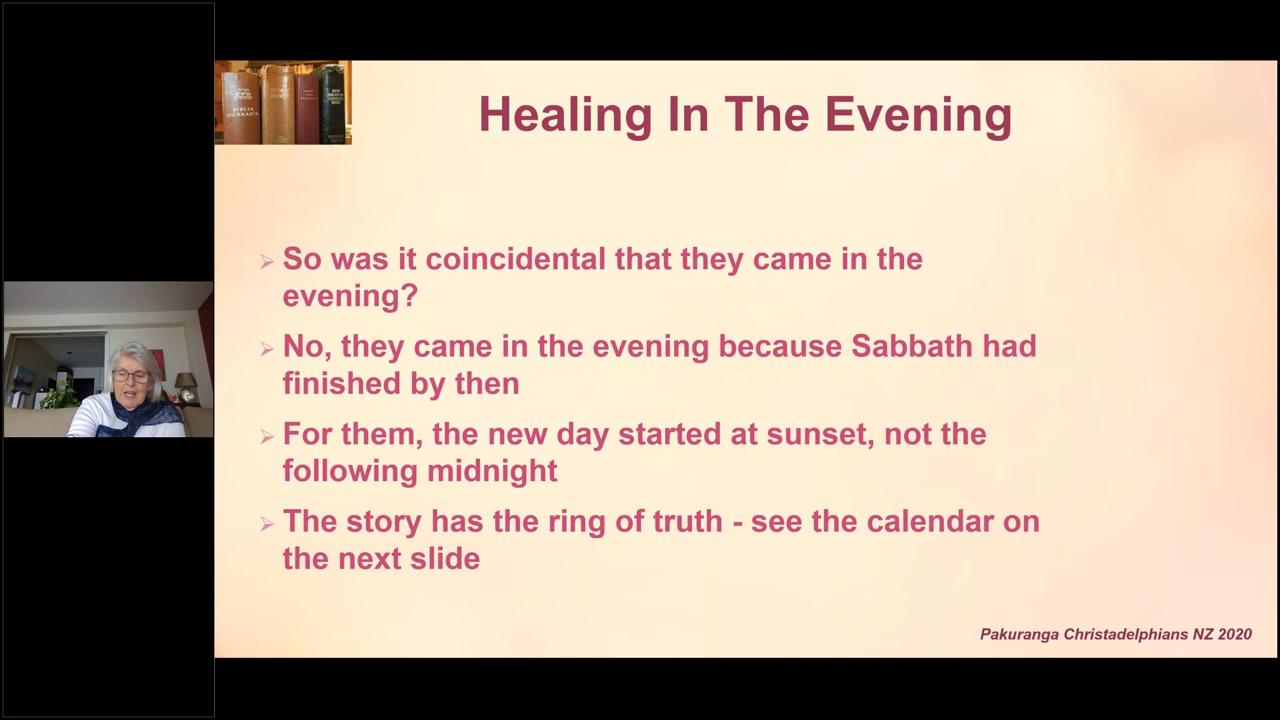 BIBLIA
HEBRAICA
Healing In The Evening
So was it coincidental that they came in the
evening?
No, they came in the evening because Sabbath had
finished by then
For them, the new day started at sunset, not the
following midnight
The story has the ring of truth - see the calendar on
the next slide
Pakuranga Christadelphians NZ 2020